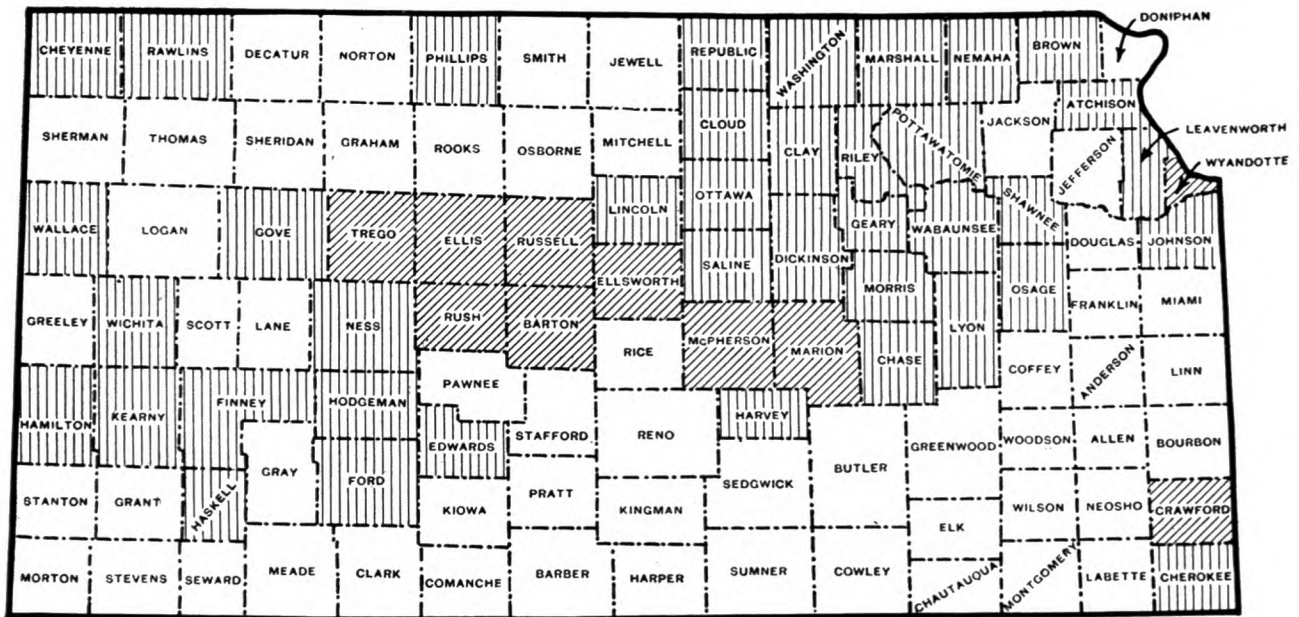 DONIPHAN
CHEYENNE
RAWLINS
DECATUR
NORTON
PHILLIPS
SMITH
JEWELL
REPUBLIC
WASHINGTON
MARSHALL
NEMAHA
BROWN
ATCHISON
LEAVENWORTH
WYANDOTTE
SHERMAN
THOMAS
SHERIDAN
GRAHAM
ROOKS
OSBORNE
MITCHELL
CLOUD
CLAY
RILEY
POTTAWATOMIE
JACKSON
JEFFERSON
WALLACE
LOGAN
GOVE
TREGO
ELLIS
RUSSELL
LINCOLN
OTTAWA
GEARY
WABAUNSEE
SHAWNEE
DOUGLAS
JOHNSON
ELLSWORTH
SALINE
DICKINSON
MORRIS
OSAGE
GREELEY
WICHITA
SCOTT
LANE
NESS
RUSH
BARTON
RICE
McPHERSON
MARION
CHASE
LYON
FRANKLIN
MIAMI
COFFEY
ANDERSON
LINN
HAMILTON
KEARNY
FINNEY
HODGEMAN
PAWNEE
EDWARDS
STAFFORD
RENO
HARVEY
BUTLER
GREENWOOD
WOODSON
ALLEN
BOURBON
STANTON
GRANT
HASKELL
GRAY
FORD
KIOWA
PRATT
KINGMAN
SEDGWICK
ELK
WILSON
NEOSHO
CRAWFORD
MORTON
STEVENS
SEWARD
MEADE
CLARK
COMANCHE
BARBER
HARPER
SUMNER
COWLEY
CHAUTAUQUA
MONTGOMERY
LABETTE
CHEROKEE